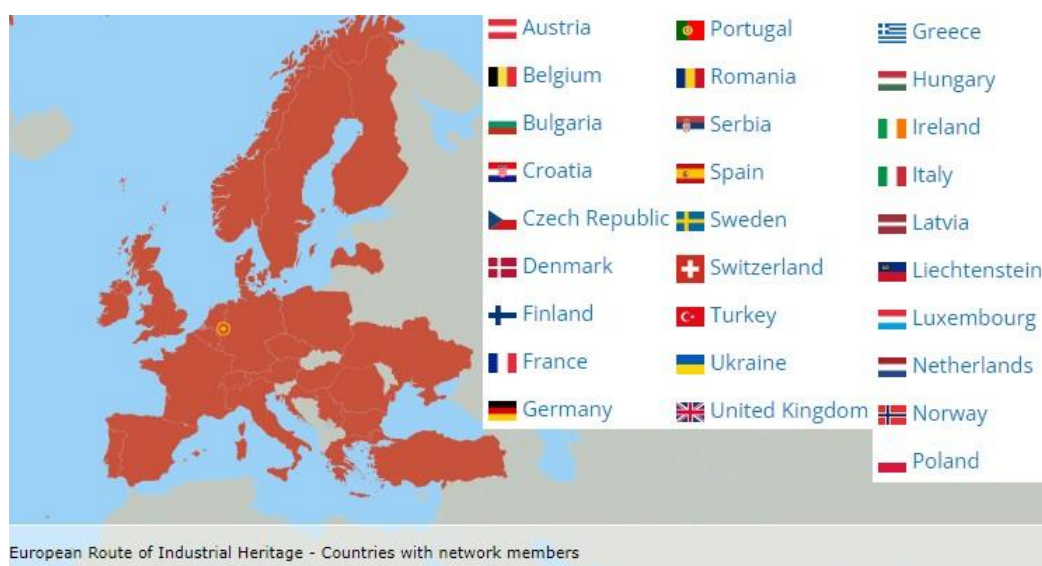 Austria
Belgium
Bulgaria
Croatia
Czech Republic
Denmark
Finland
France
Germany
Portugal
Romania
Serbia
Spain
Sweden
Switzerland
Turkey
Ukraine
United Kingdom
Greece
Hungary
Ireland
Italy
Latvia
Liechtenstein
Luxembourg
Netherlands
Norway
Poland
European Route of Industrial Heritage - Countries with network members